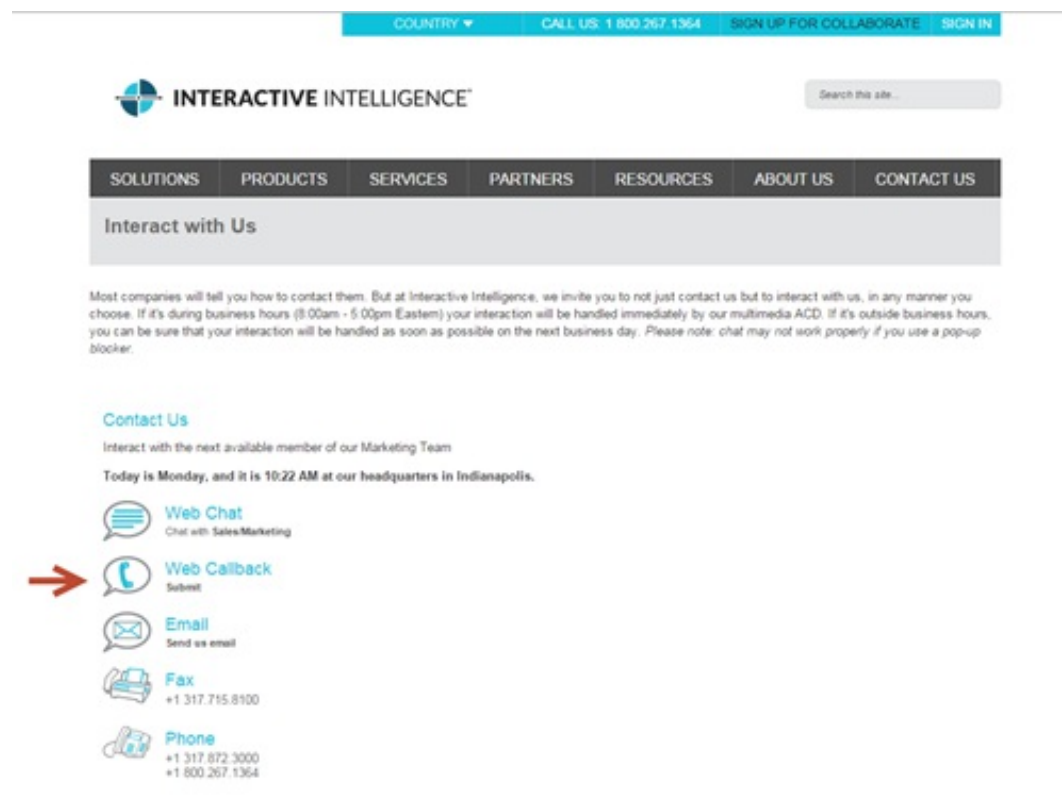 COUNTRY CALL US: 1 800.267.1364 SIGN UP FOR COLLABORATE SIGN IN
INTERACTIVE INTELLIGENCE
Search this site...
SOLUTIONS PRODUCTS SERVICES PARTNERS RESOURCES ABOUT US CONTACT US
Interact with Us
Most companies will tell you how to contact them. But at Interactive Intelligence, we invite you to not just contact us but to interact with us, in any manner you
choose. If it's during business hours (8:00am - 5:00pm Eastern) your interaction will be handled immediately by our multimedia ACD. If it's outside business hours,
you can be sure that your interaction will be handled as soon as possible on the next business day. Please note: chat may not work properly if you use a pop-up
blocker.
Contact Us
Interact with the next available member of our Marketing Team
Today is Monday, and it is 10:22 AM at our headquarters in Indianapolis.
Web Chat
Chat with Sales/Marketing
Web Callback
Submit
Email
Send us email
Fax
+1 317.715.8100
Phone
+1 317.872.3000
+1 800.267.1364